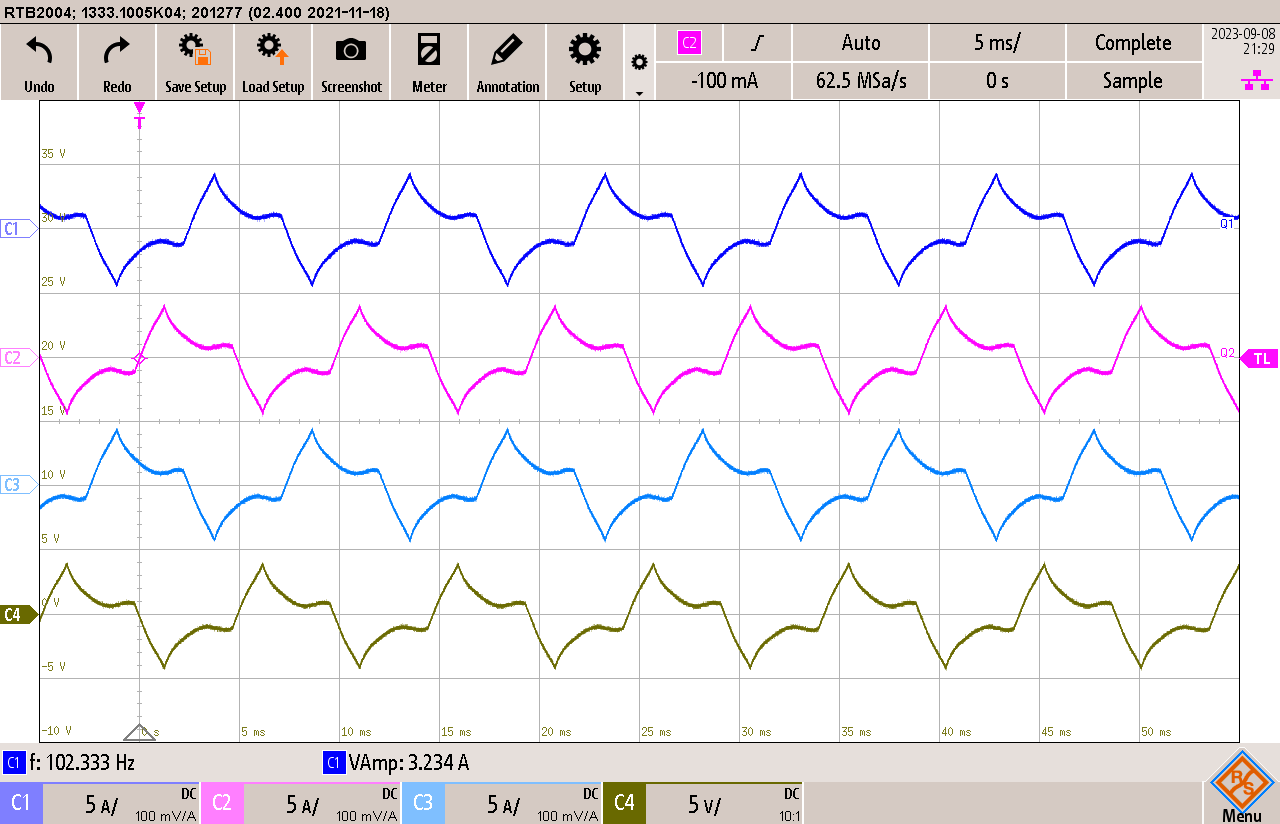 RTB2004; 1333.1005K04; 201277 (02.400 2021-11-18)
Undo
Redo
Save Setup
Load Setup
Screenshot
Meter
Annotation
Setup
C2
Auto
5 ms/
Complete
2023-09-08
21:29
-100 mA
62.5 MSa/s
0 s
Sample
T
35 V
C1
30 V
Q1
25 V
C2
20 V
Q2
TL
15 V
C3
10 V
5 V
C4
0 V
-5 V
-10 V
0 s
5 ms
10 ms
15 ms
20 ms
25 ms
30 ms
35 ms
40 ms
45 ms
50 ms
C1 f: 102.333 Hz
C1 VAmp: 3.234 A
C1 5 A/ DC 100 mV/A
C2 5 A/ DC 100 mV/A
C3 5 A/ DC 100 mV/A
C4 5 V/ DC 10:1
R&S
Menu